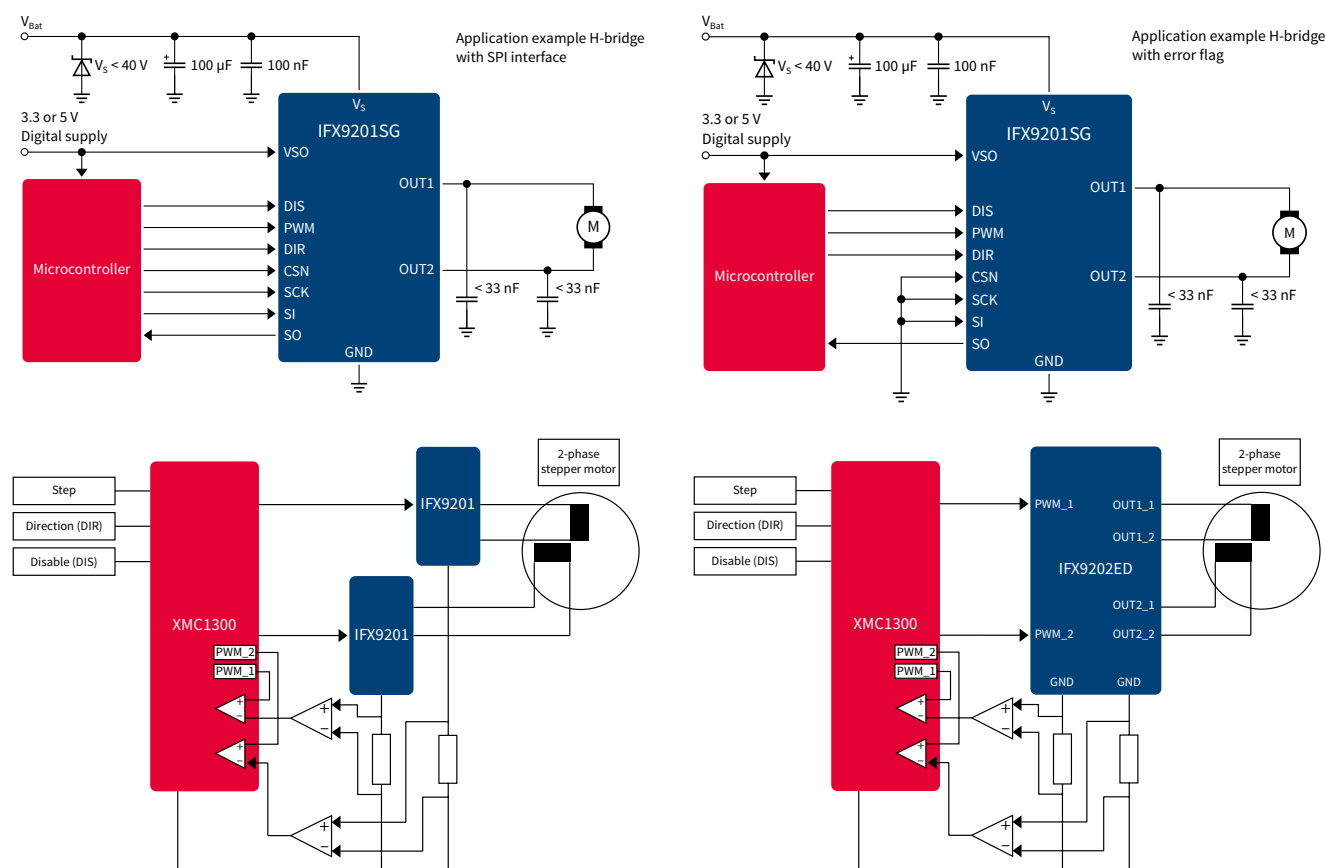 V_Bat
Application example H-bridge
with SPI interface
V_S < 40 V
+
100 µF
100 nF
3.3 or 5 V
Digital supply
V_S
IFX9201SG
VSO
OUT1
DIS
PWM
DIR
CSN
SCK
SI
SO
Microcontroller
M
OUT2
< 33 nF
< 33 nF
GND
V_Bat
Application example H-bridge
with error flag
V_S < 40 V
+
100 µF
100 nF
3.3 or 5 V
Digital supply
V_S
IFX9201SG
VSO
OUT1
DIS
PWM
DIR
CSN
SCK
SI
SO
Microcontroller
M
OUT2
< 33 nF
< 33 nF
GND
2-phase
stepper motor
Step
Direction (DIR)
Disable (DIS)
IFX9201
XMC1300
IFX9201
PWM_2
PWM_1
+
−
+
−
+
−
+
−
2-phase
stepper motor
Step
Direction (DIR)
Disable (DIS)
PWM_1
OUT1_1
OUT1_2
IFX9202ED
OUT2_1
XMC1300
PWM_2
OUT2_2
PWM_2
PWM_1
GND
GND
+
−
+
−
+
−
+
−